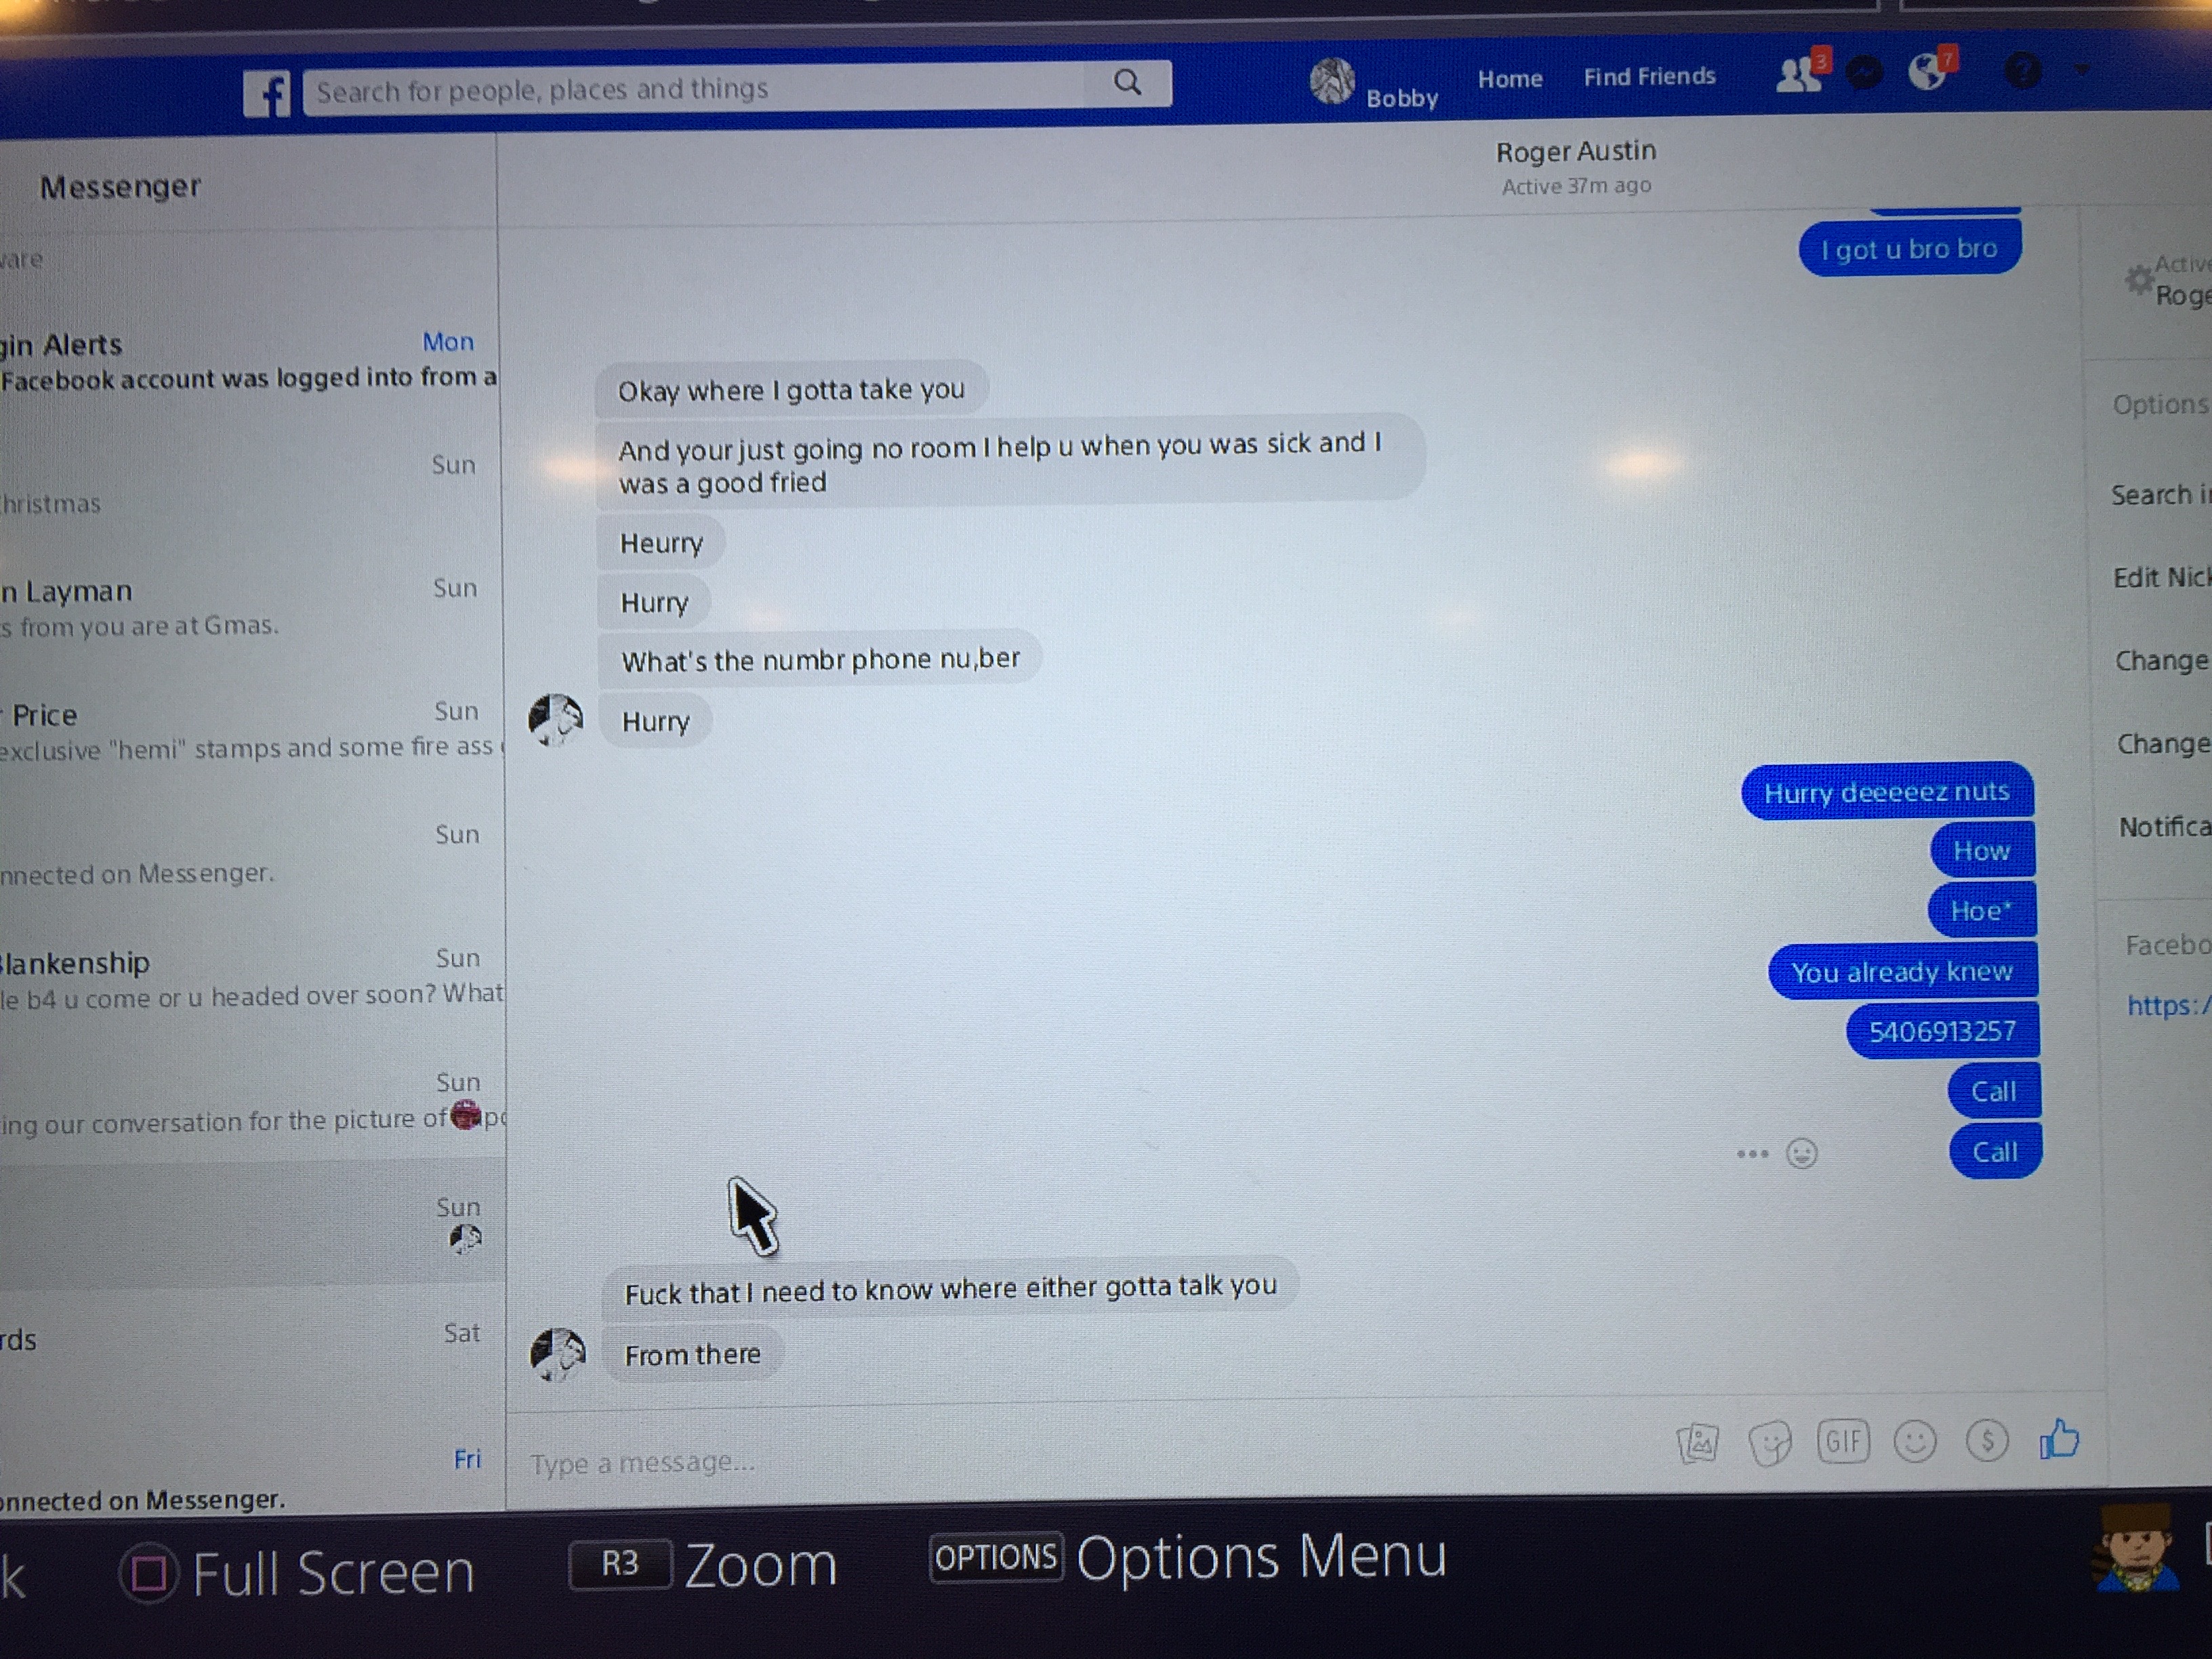 f
Search for people, places and things
Bobby
Home
Find Friends
3
7
?
Messenger
Roger Austin
Active 37m ago
gin Alerts
Mon
Facebook account was logged into from a
Sun
hristmas
n Layman
Sun
s from you are at Gmas.
Price
Sun
exclusive "hemi" stamps and some fire ass
Sun
nnected on Messenger.
lankenship
Sun
le b4 u come or u headed over soon? What
Sun
ing our conversation for the picture of
Sun
rds
Sat
Fri
onnected on Messenger.
I got u bro bro
Okay where I gotta take you
And your just going no room I help u when you was sick and I
was a good fried
Heurry
Hurry
What's the numbr phone nu,ber
Hurry
Hurry deeeeez nuts
How
Hoe*
You already knew
5406913257
Call
Call
Fuck that I need to know where either gotta talk you
From there
Type a message...
GIF
$
Active
Roge
Options
Search in
Edit Nick
Change
Change
Notifica
Facebo
https:/
k
Full Screen
R3
Zoom
OPTIONS
Options Menu